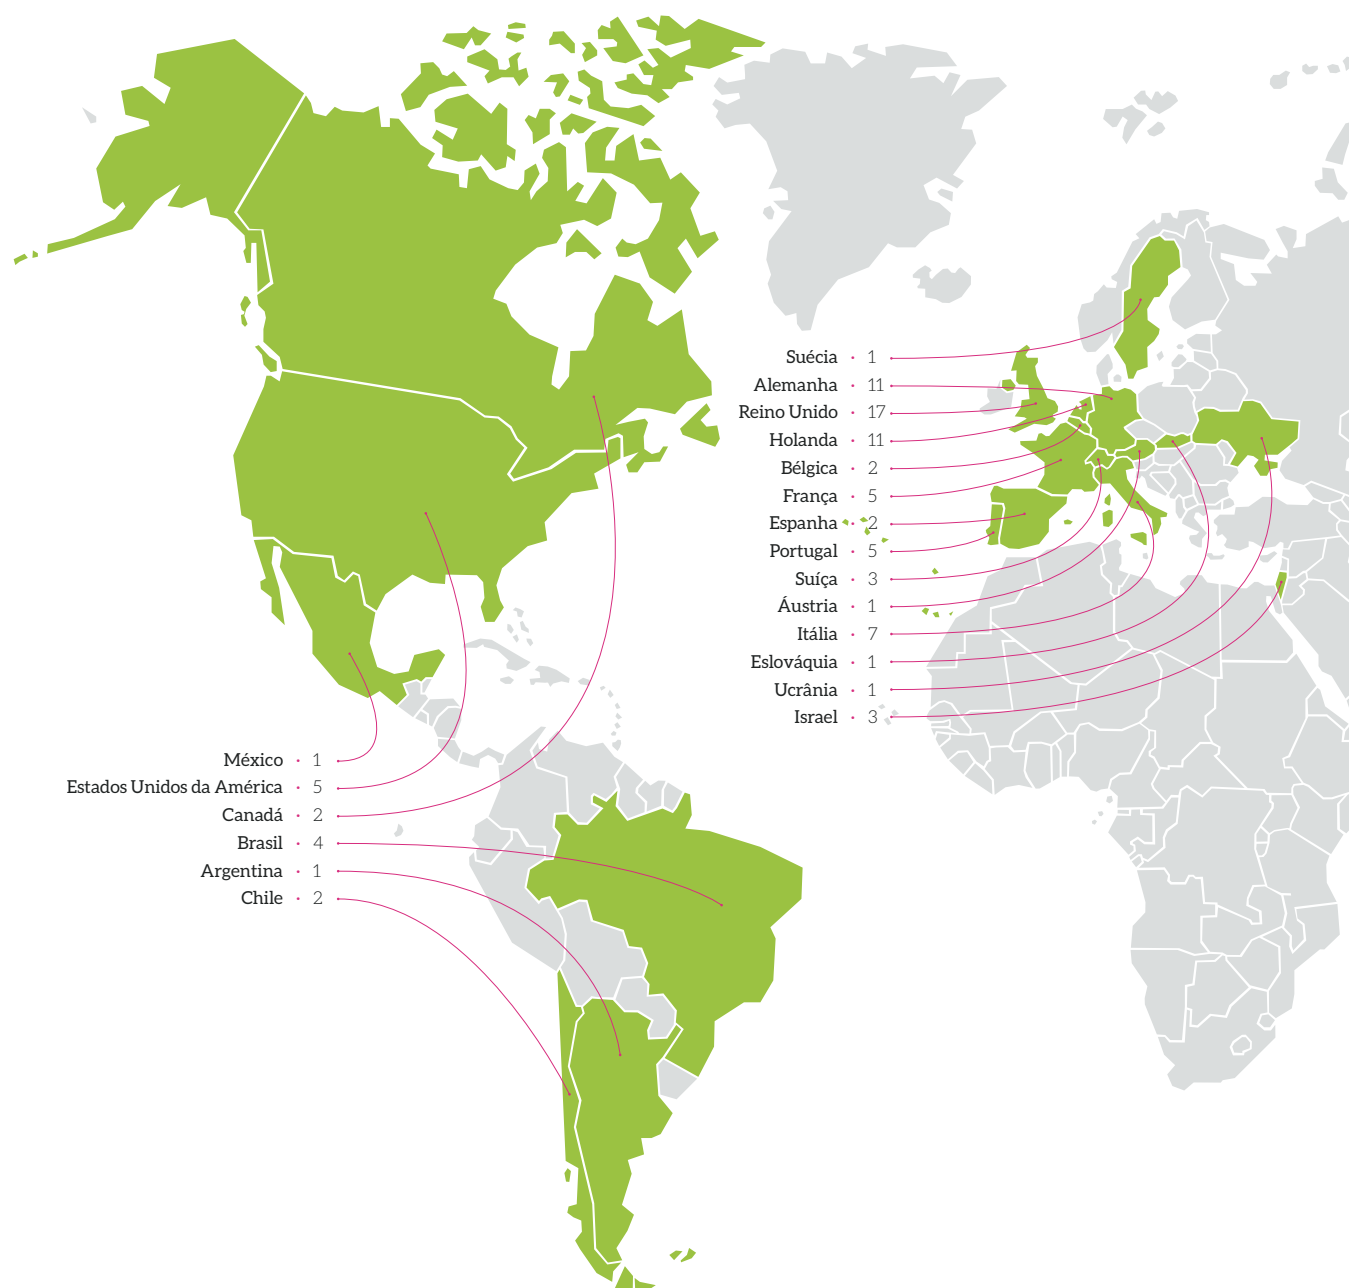 Suécia · 1
Alemanha · 11
Reino Unido · 17
Holanda · 11
Bélgica · 2
França · 5
Espanha · 2
Portugal · 5
Suíça · 3
Áustria · 1
Itália · 7
Eslováquia · 1
Ucrânia · 1
Israel · 3
México · 1
Estados Unidos da América · 5
Canadá · 2
Brasil · 4
Argentina · 1
Chile · 2